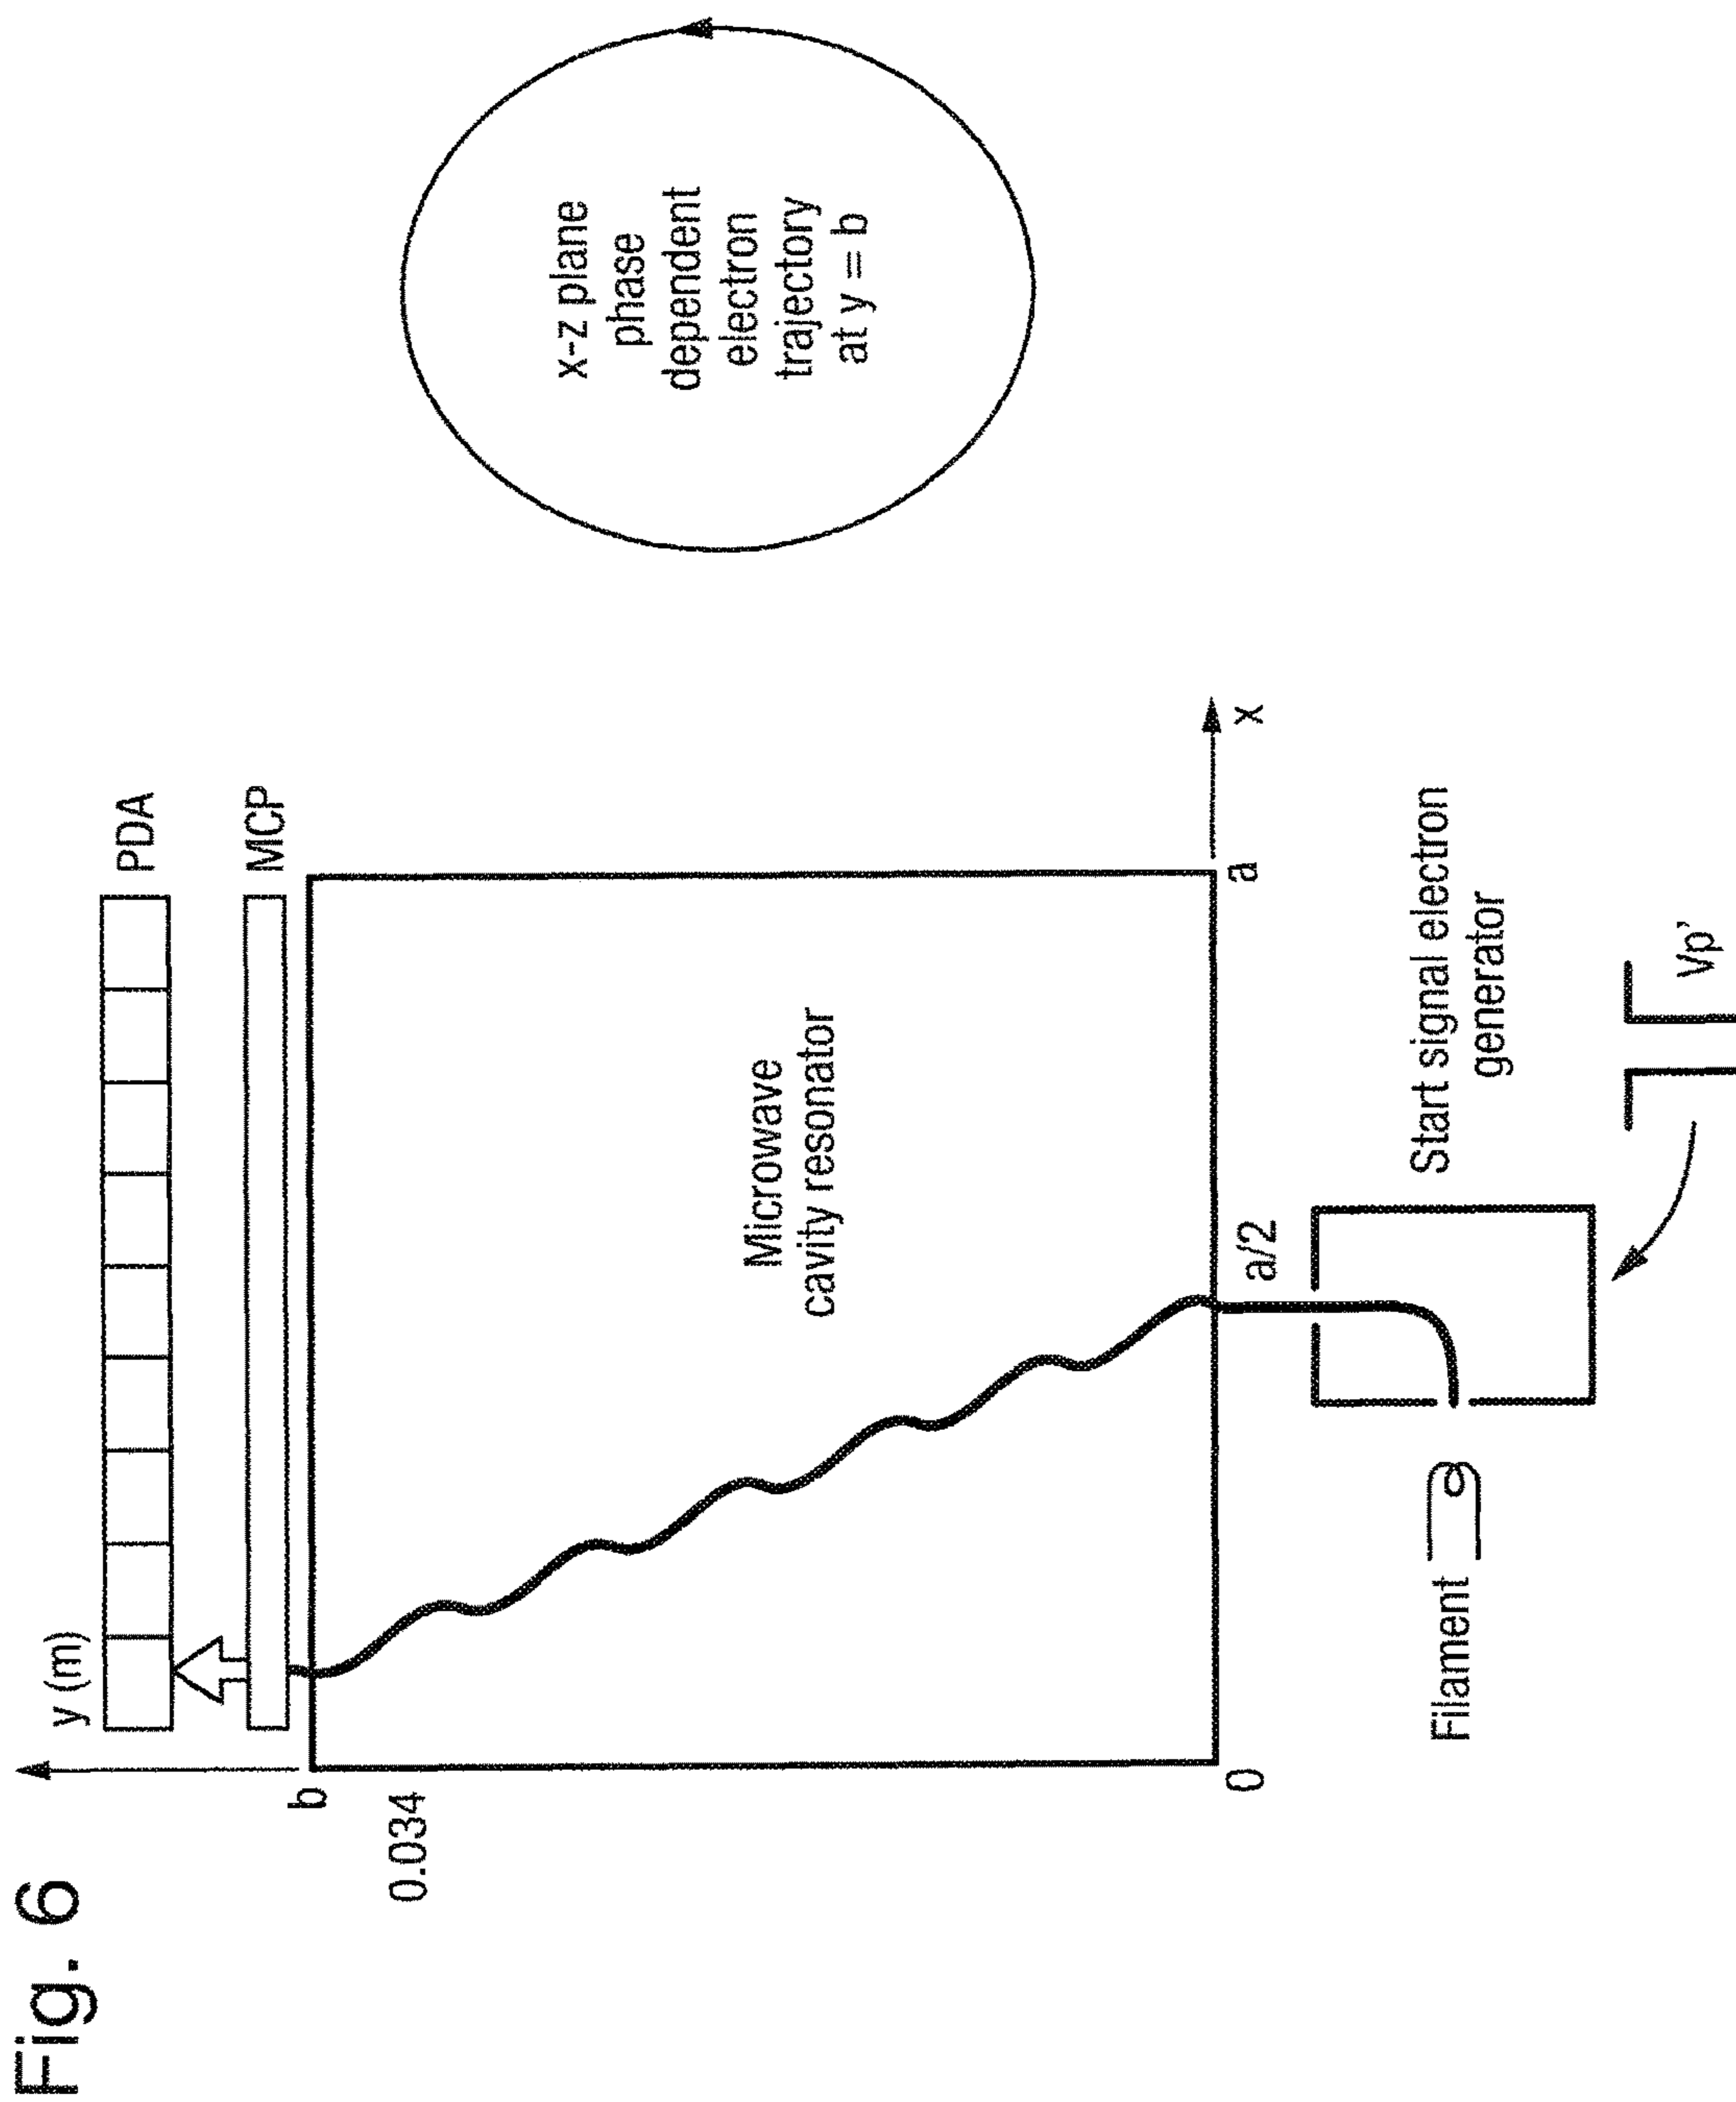 Fig. 6
y (m)
PDA
MCP
b
0.034
Microwave
cavity resonator
x-z plane
phase
dependent
electron
trajectory
at y = b
0
a/2
a
x
Filament
Start signal electron
generator
Vp’